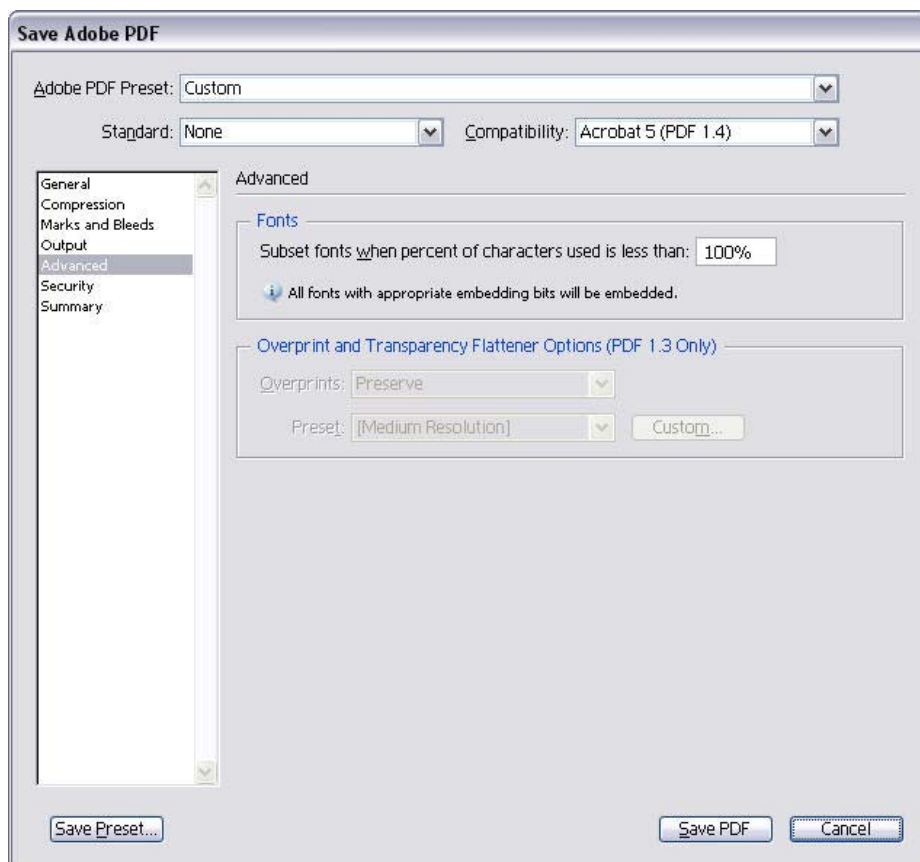 Save Adobe PDF
Adobe PDF Preset: Custom
Standard: None Compatibility: Acrobat 5 (PDF 1.4)
General
Compression
Marks and Bleeds
Output
Advanced
Security
Summary
Advanced
Fonts
Subset fonts when percent of characters used is less than: 100%
All fonts with appropriate embedding bits will be embedded.
Overprint and Transparency Flattener Options (PDF 1.3 Only)
Overprints: Preserve
Preset: [Medium Resolution] Custom...
Save Preset... Save PDF Cancel